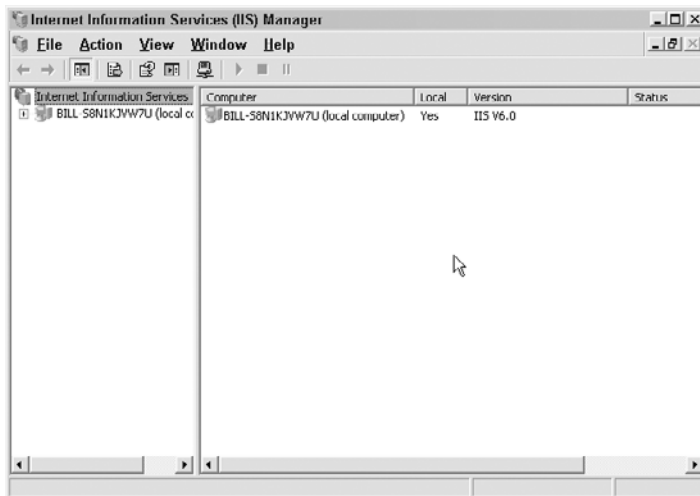 Internet Information Services (IIS) Manager
File Action View Window Help
Internet Information Services
BILL-S8N1KJVW7U (local co
Computer Local Version Status
BILL-S8N1KJVW7U (local computer) Yes IIS V6.0